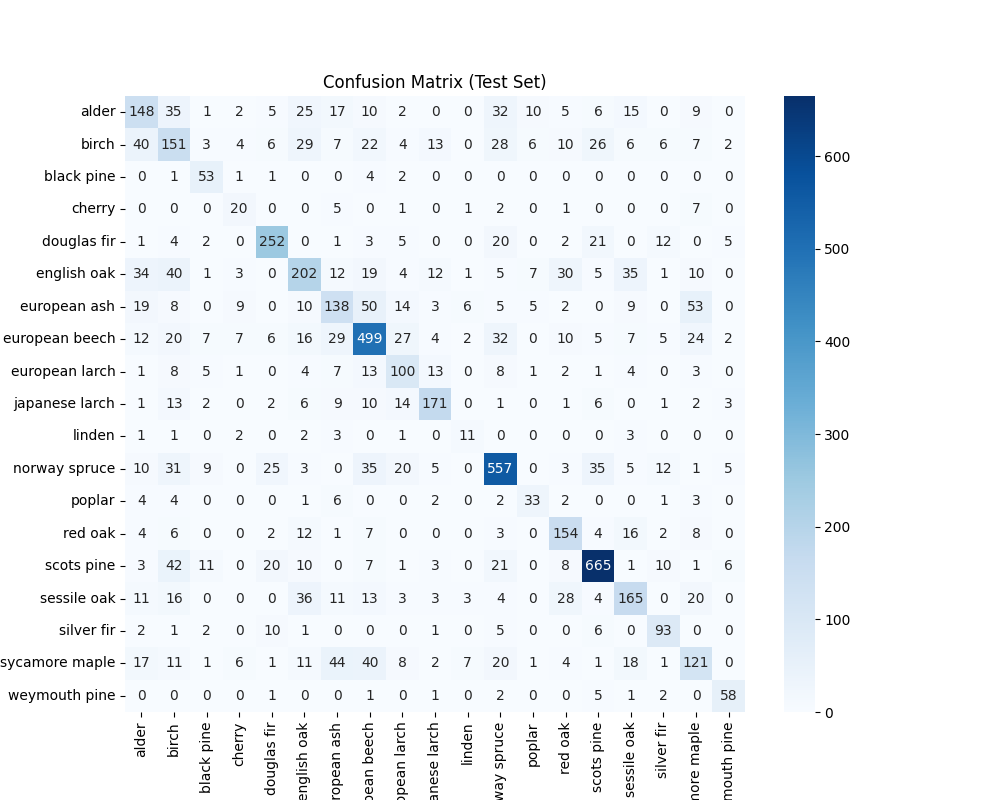 Confusion Matrix (Test Set)
alder 148 35 1 2 5 25 17 10 2 0 0 32 10 5 6 15 0 9 0
birch 40 151 3 4 6 29 7 22 4 13 0 28 6 10 26 6 6 7 2
black pine 0 1 53 1 1 0 0 4 2 0 0 0 0 0 0 0 0 0 0
cherry 0 0 0 20 0 0 5 0 1 0 1 2 0 1 0 0 0 7 0
douglas fir 1 4 2 0 252 0 1 3 5 0 0 20 0 2 21 0 12 0 5
english oak 34 40 1 3 0 202 12 19 4 12 1 5 7 30 5 35 1 10 0
european ash 19 8 0 9 0 10 138 50 14 3 6 5 5 2 0 9 0 53 0
european beech 12 20 7 7 6 16 29 499 27 4 2 32 0 10 5 7 5 24 2
european larch 1 8 5 1 0 4 7 13 100 13 0 8 1 2 1 4 0 3 0
japanese larch 1 13 2 0 2 6 9 10 14 171 0 1 0 1 6 0 1 2 3
linden 1 1 0 2 0 2 3 0 1 0 11 0 0 0 0 3 0 0 0
norway spruce 10 31 9 0 25 3 0 35 20 5 0 557 0 3 35 5 12 1 5
poplar 4 4 0 0 0 1 6 0 0 2 0 2 33 2 0 0 1 3 0
red oak 4 6 0 0 2 12 1 7 0 0 0 3 0 154 4 16 2 8 0
scots pine 3 42 11 0 20 10 0 7 1 3 0 21 0 8 665 1 10 1 6
sessile oak 11 16 0 0 0 36 11 13 3 3 3 4 0 28 4 165 0 20 0
silver fir 2 1 2 0 10 1 0 0 0 1 0 5 0 0 6 0 93 0 0
sycamore maple 17 11 1 6 1 11 44 40 8 2 7 20 1 4 1 18 1 121 0
weymouth pine 0 0 0 0 1 0 0 1 0 1 0 2 0 0 5 1 2 0 58
alder
birch
black pine
cherry
douglas fir
english oak
ropean ash
pean beech
opean larch
anese larch
linden
way spruce
poplar
red oak
scots pine
sessile oak
silver fir
more maple
mouth pine
600
500
400
300
200
100
0